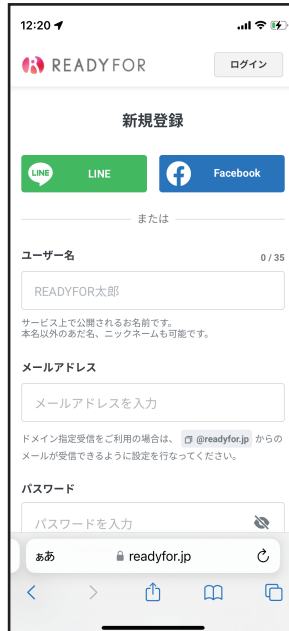 12:20
READYFOR
ログイン
新規登録
LINE
LINE
Facebook
または
ユーザー名
0 / 35
READYFOR太郎
サービス上で公開されるお名前です。
本名以外のあだ名、ニックネームも可能です。
メールアドレス
メールアドレスを入力
ドメイン指定受信をご利用の場合は、 @readyfor.jp からの
メールが受信できるように設定を行なってください。
パスワード
パスワードを入力
ぁあ
readyfor.jp